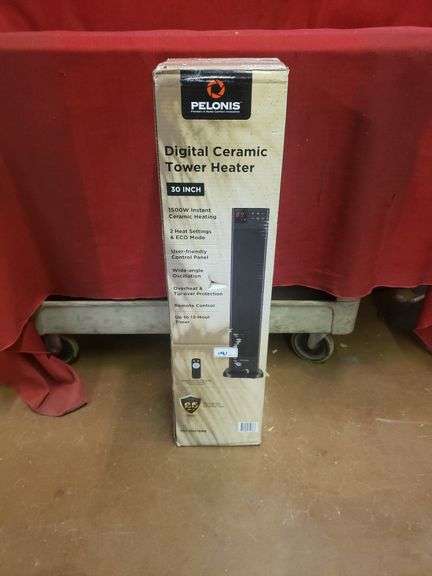 PELONIS
Digital Ceramic
Tower Heater
30 INCH
1500W Instant
Ceramic Heating
2 Heat Settings
& ECO Mode
User-friendly
Control Panel
Wide-angle
Oscillation
Overheat &
Turnover Protection
Remote Control
Up to 12-Hour
Timer